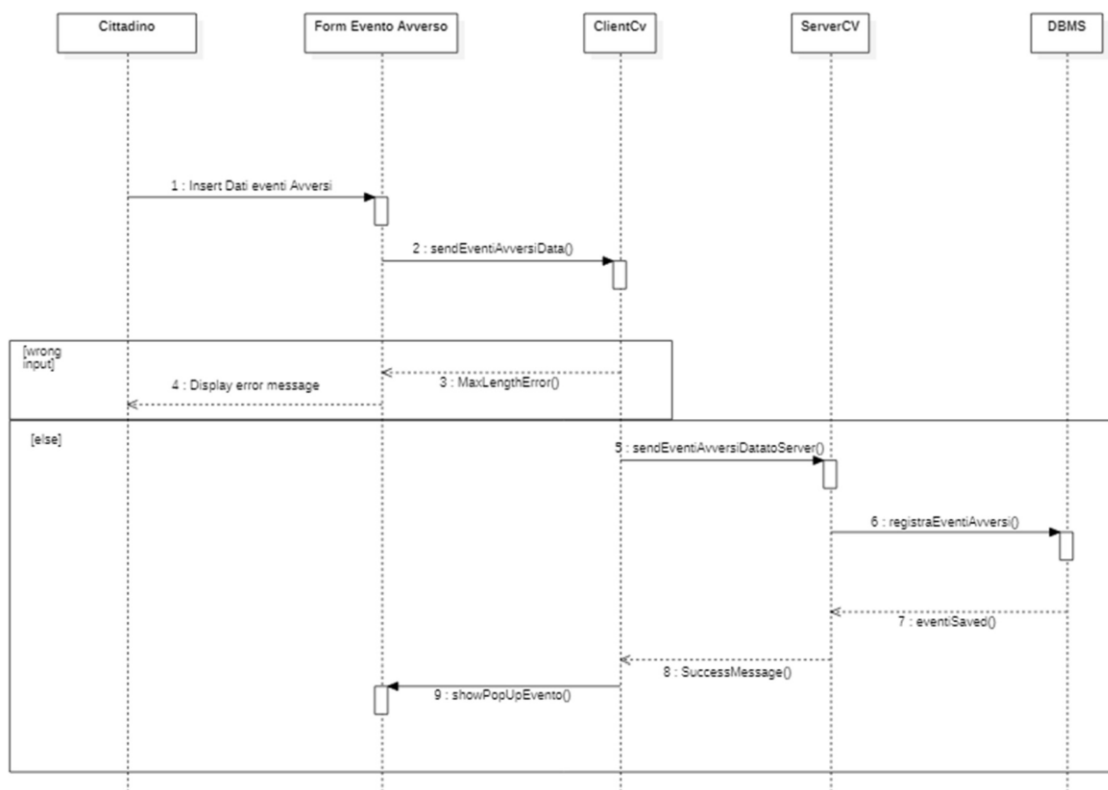 Cittadino
Form Evento Avverso
ClientCv
ServerCV
DBMS
1 : Insert Dati eventi Avversi
2 : sendEventiAvversiData()
[wrong
input]
3 : MaxLengthError()
4 : Display error message
[else]
5 : sendEventiAvversiDatatoServer()
6 : registraEventiAvversi()
7 : eventiSaved()
8 : SuccessMessage()
9 : showPopUpEvento()